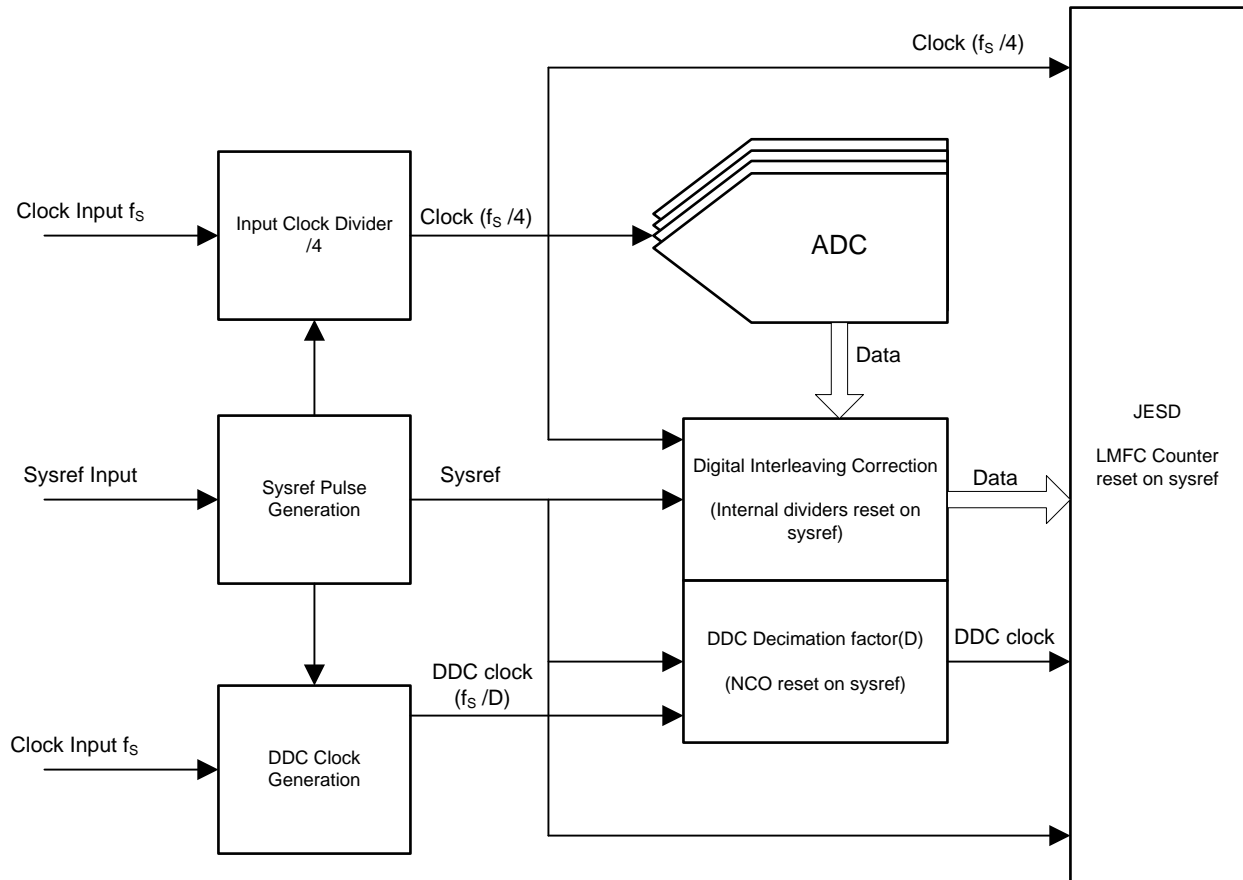 Clock (fS /4)
Clock Input fS
Input Clock Divider
/4
Clock (fS /4)
ADC
Data
Sysref Input
Sysref Pulse
Generation
Sysref
Digital Interleaving Correction
(Internal dividers reset on
sysref)
Data
JESD
LMFC Counter
reset on sysref
DDC Decimation factor(D)
(NCO reset on sysref)
DDC clock
DDC clock
(fS /D)
Clock Input fS
DDC Clock
Generation